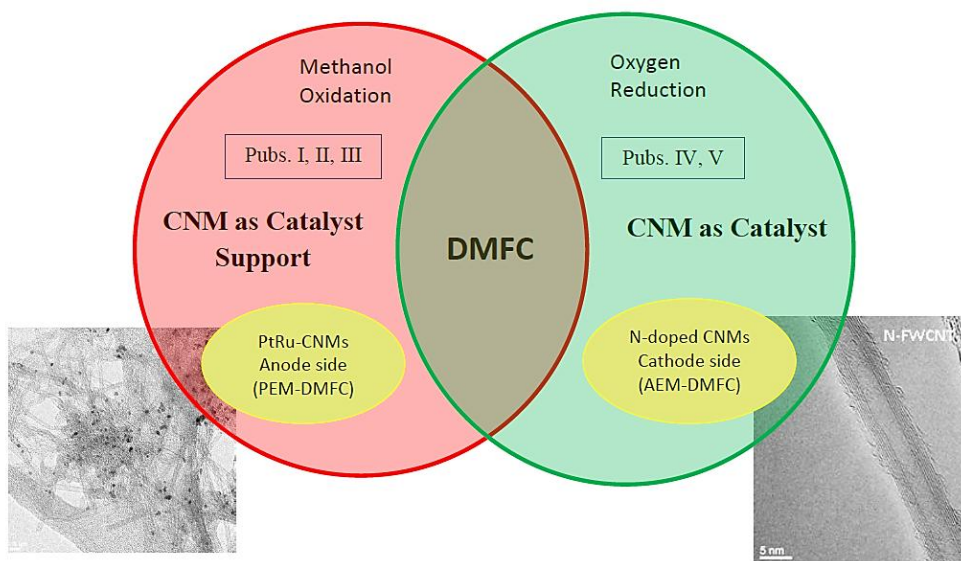 Methanol
Oxidation
Pubs. I, II, III
CNM as Catalyst
Support
PtRu-CNMs
Anode side
(PEM-DMFC)
DMFC
Oxygen
Reduction
Pubs. IV, V
CNM as Catalyst
N-doped CNMs
Cathode side
(AEM-DMFC)
N-FWCNT
5 nm